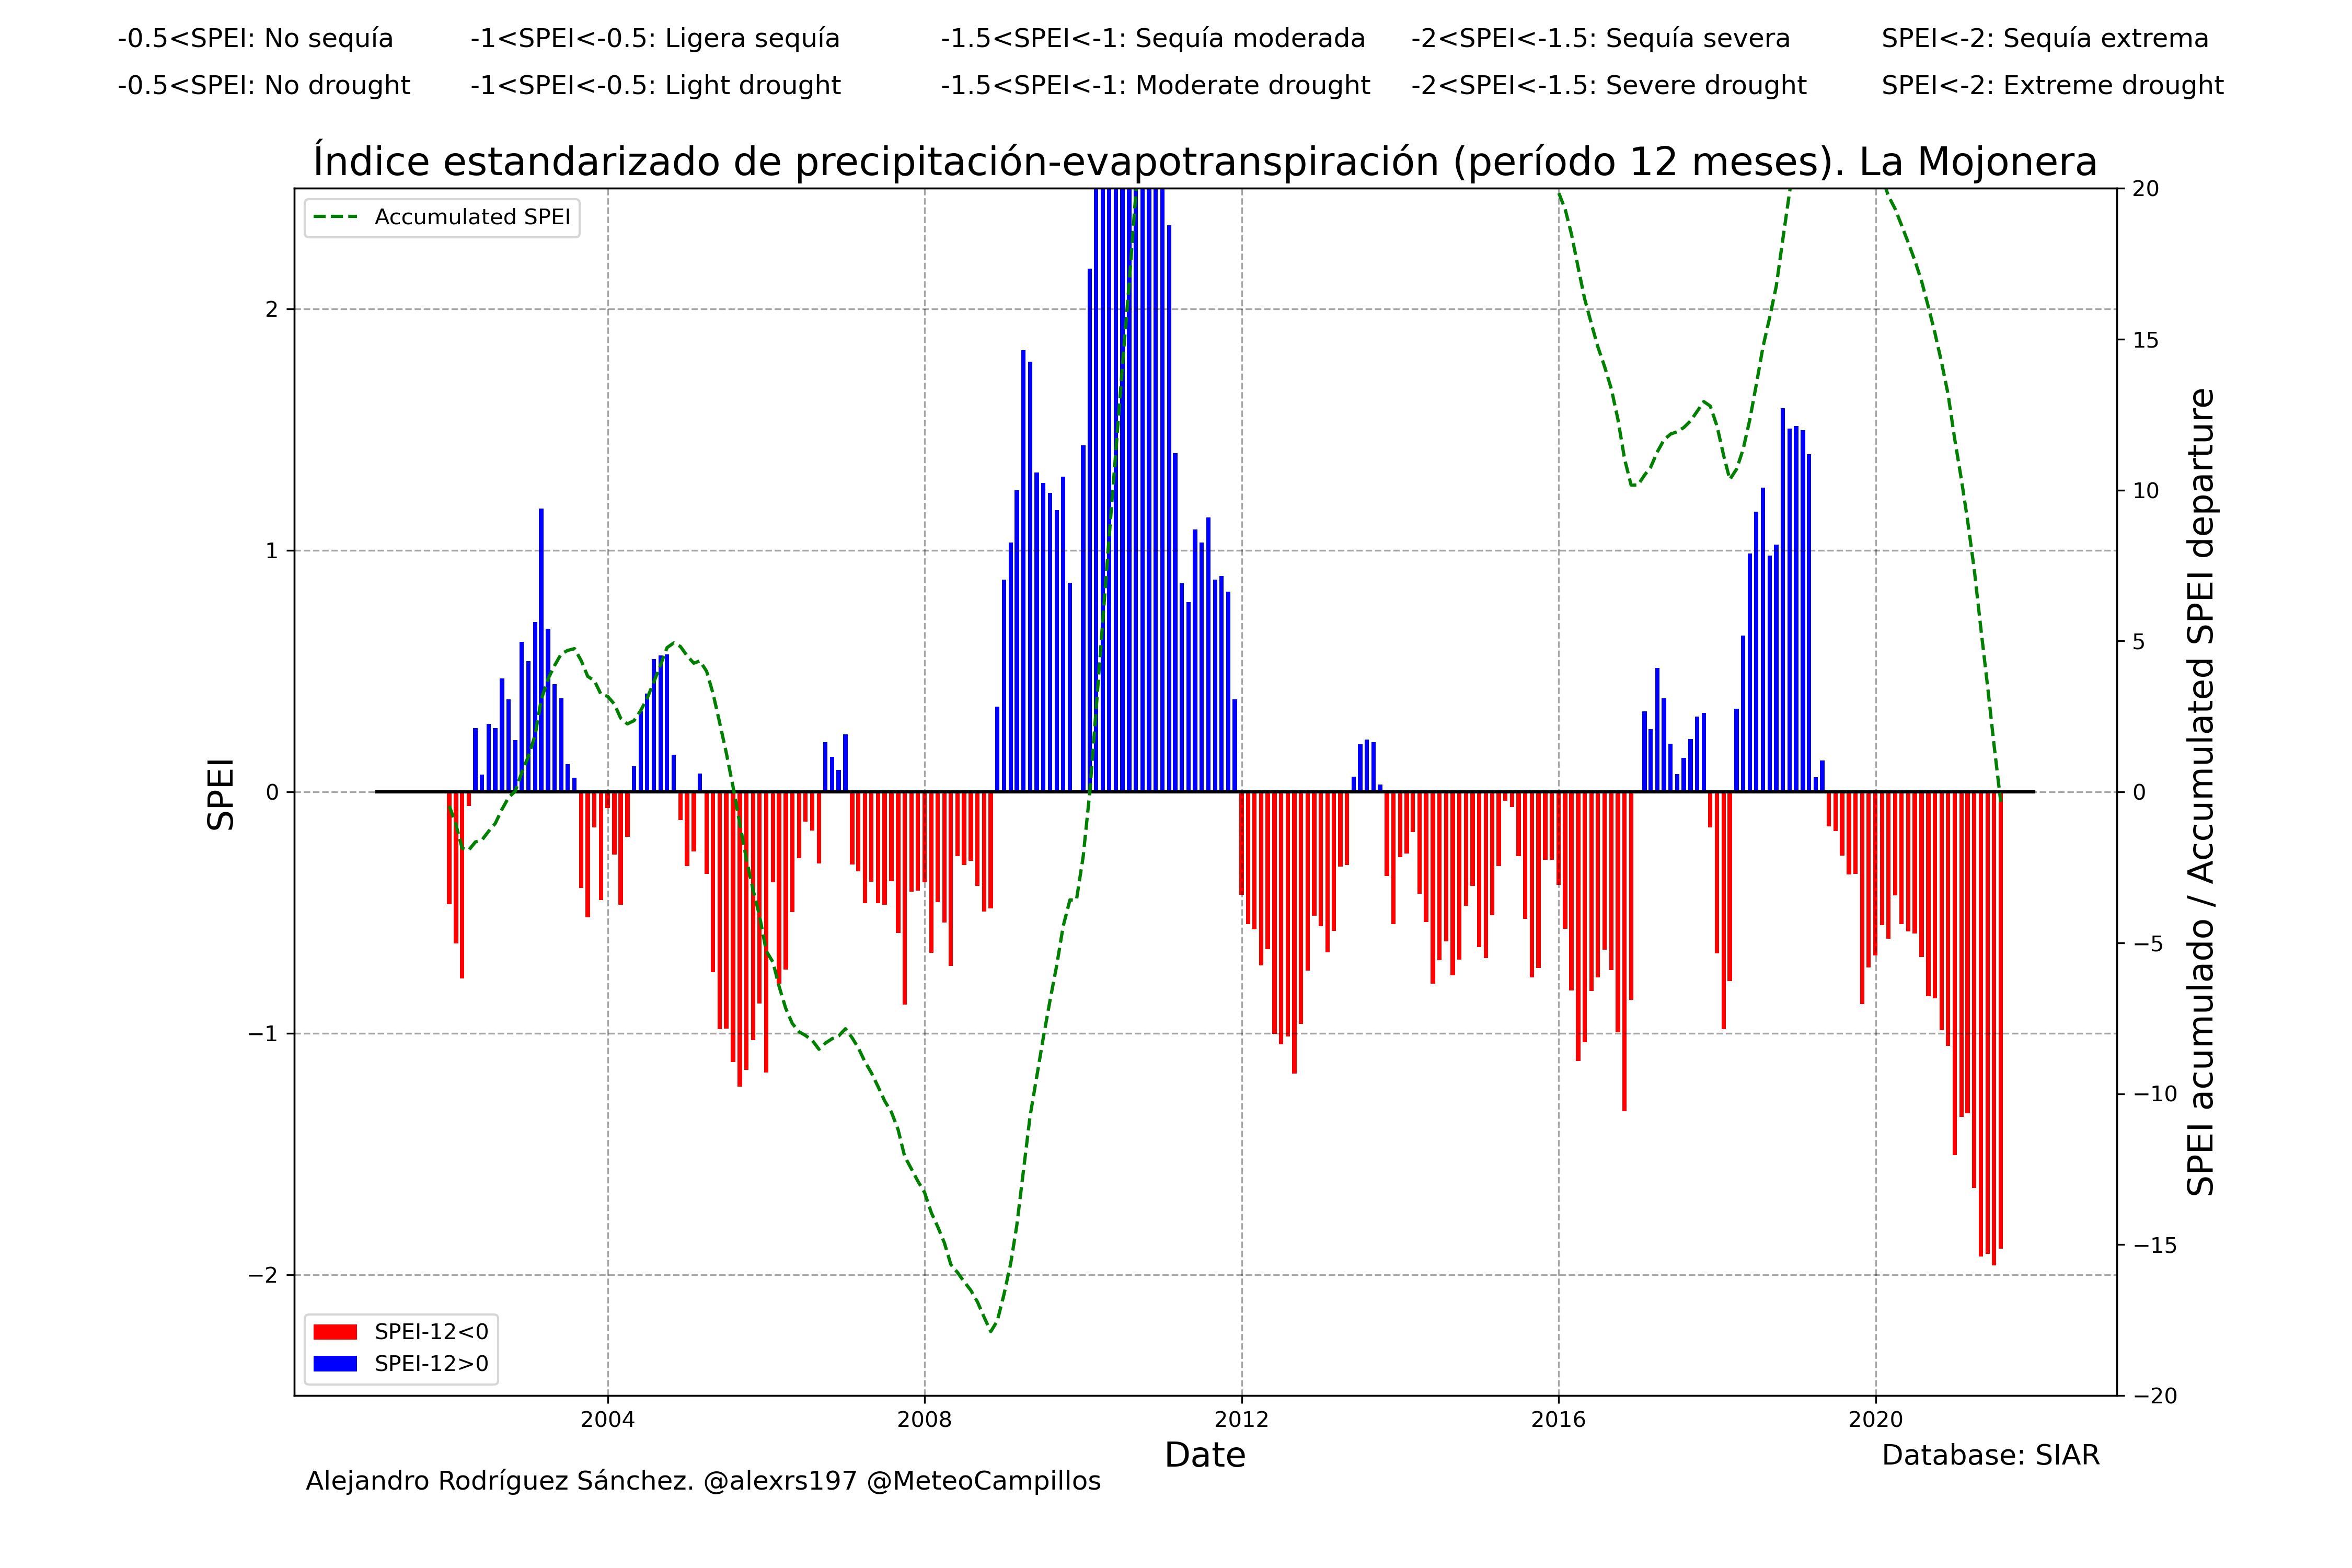 -0.5<SPEI: No sequía -1<SPEI<-0.5: Ligera sequía -1.5<SPEI<-1: Sequía moderada -2<SPEI<-1.5: Sequía severa SPEI<-2: Sequía extrema
-0.5<SPEI: No drought -1<SPEI<-0.5: Light drought -1.5<SPEI<-1: Moderate drought -2<SPEI<-1.5: Severe drought SPEI<-2: Extreme drought
Índice estandarizado de precipitación-evapotranspiración (período 12 meses). La Mojonera
Accumulated SPEI
2
1
0
−1
−2
SPEI
20
15
10
5
0
−5
−10
−15
−20
SPEI acumulado / Accumulated SPEI departure
SPEI-12<0
SPEI-12>0
2004 2008 2012 2016 2020
Date
Database: SIAR
Alejandro Rodríguez Sánchez. @alexrs197 @MeteoCampillos